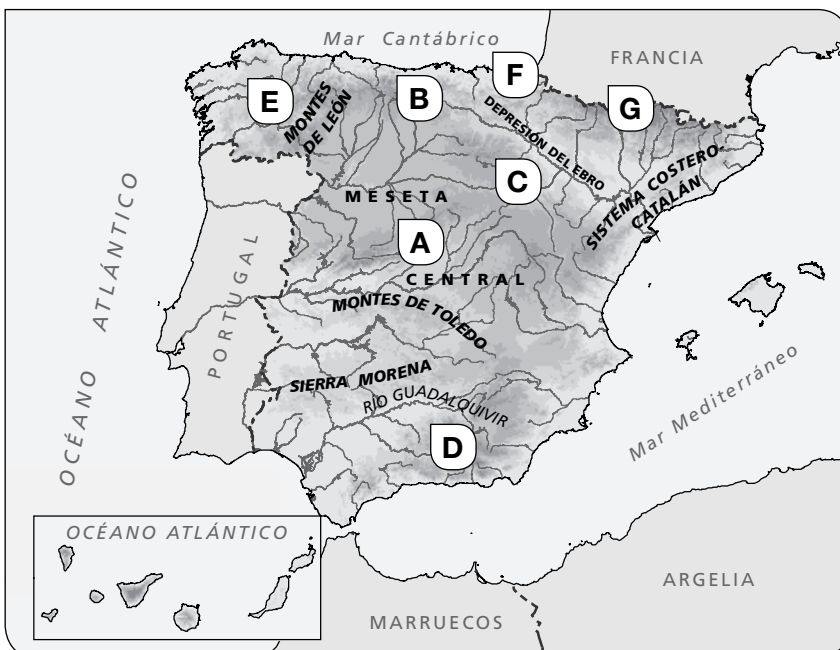 Mar Cantábrico
FRANCIA
F
E
MONTES
DE LEÓN
B
G
DEPRESIÓN DEL EBRO
C
SISTEMA COSTERO-
CATALÁN
MESETA
A
CENTRAL
OCÉANO ATLÁNTICO
PORTUGAL
MONTES DE TOLEDO
SIERRA MORENA
RÍO GUADALQUIVIR
Mar Mediterráneo
D
OCÉANO ATLÁNTICO
ARGELIA
MARRUECOS